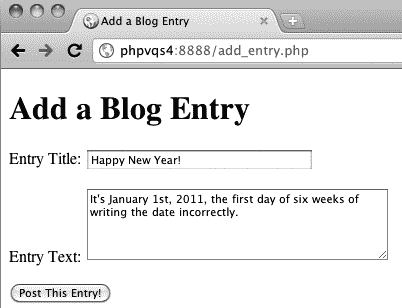 Add a Blog Entry
phpvqs4:8888/add_entry.php
Add a Blog Entry
Entry Title: Happy New Year!
It's January 1st, 2011, the first day of six weeks of
writing the date incorrectly.
Entry Text:
Post This Entry!